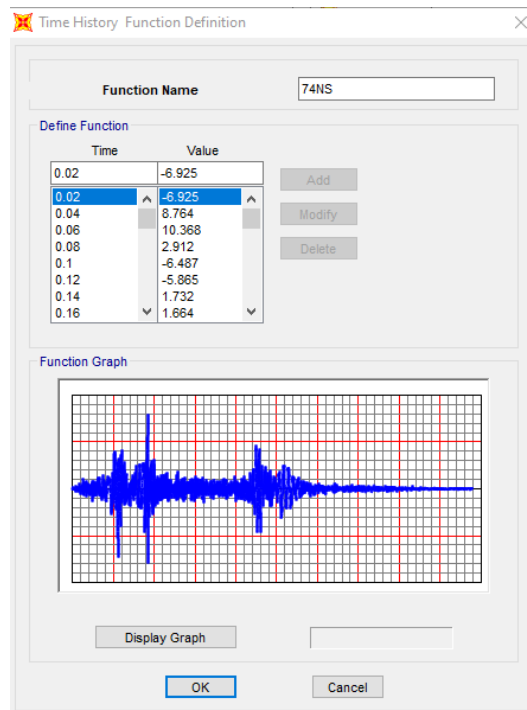 Time History Function Definition
Function Name
74NS
Define Function
Time Value
0.02 -6.925
Add
0.02 -6.925
0.04 8.764
Modify
0.06 10.368
0.08 2.912
Delete
0.1 -6.487
0.12 -5.865
0.14 1.732
0.16 1.664
Function Graph
Display Graph
OK Cancel